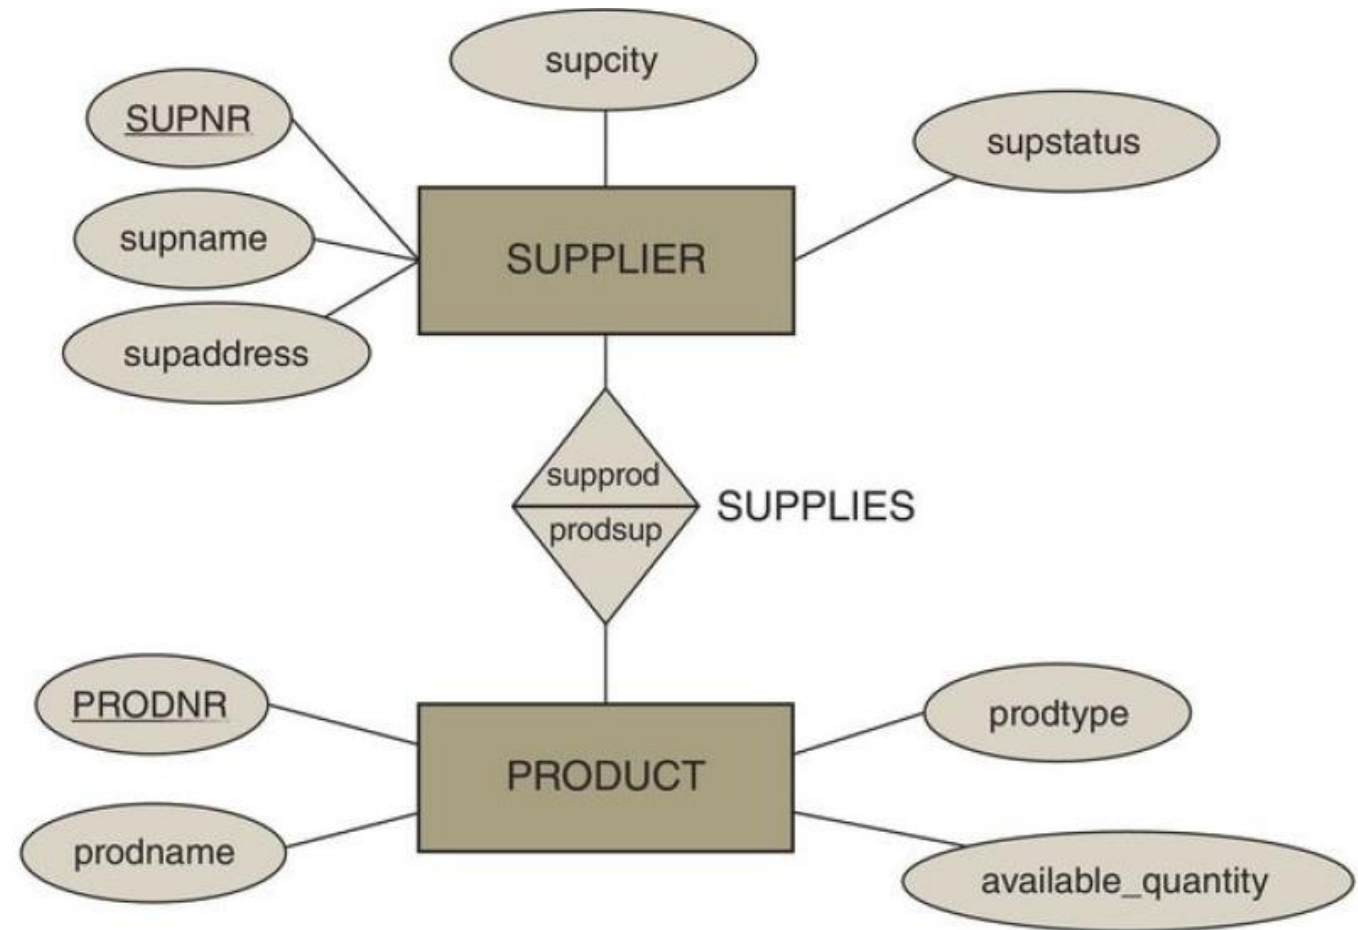 supcity
SUPNR
supstatus
supname
SUPPLIER
supaddress
supprod
SUPPLIES
prodsup
PRODNR
prodtype
PRODUCT
prodname
available_quantity